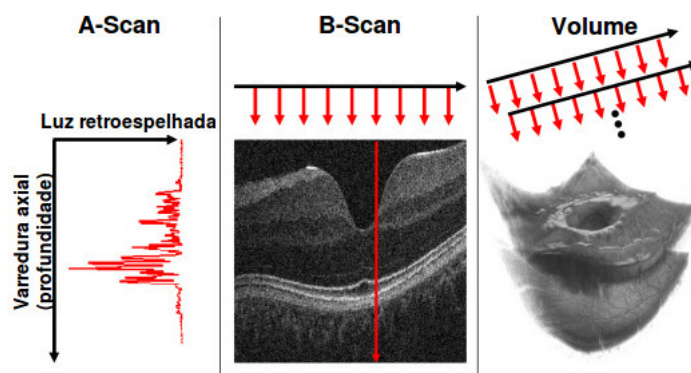 A-Scan
B-Scan
Volume
Luz retroespelhada
Varredura axial
(profundidade)